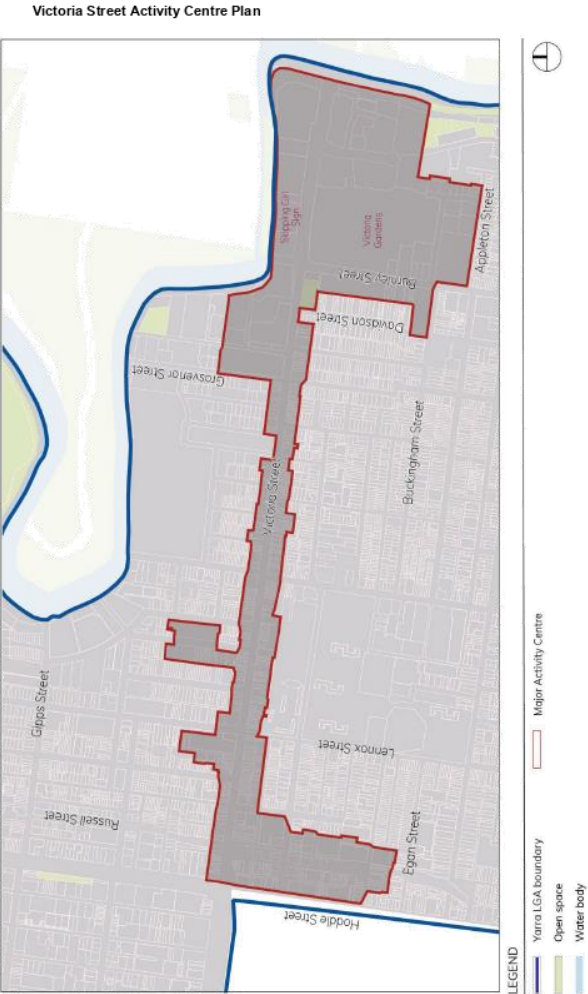 Victoria Street Activity Centre Plan
Skipping Girl
Sign
Victoria
Gardens
Burnley Street
Appleton Street
Davidson Street
Grosvenor Street
Buckingham Street
Victoria Street
Gipps Street
Lennox Street
Russell Street
Egan Street
Hoddle Street
LEGEND
Yarra LGA boundary
Open space
Water body
Major Activity Centre